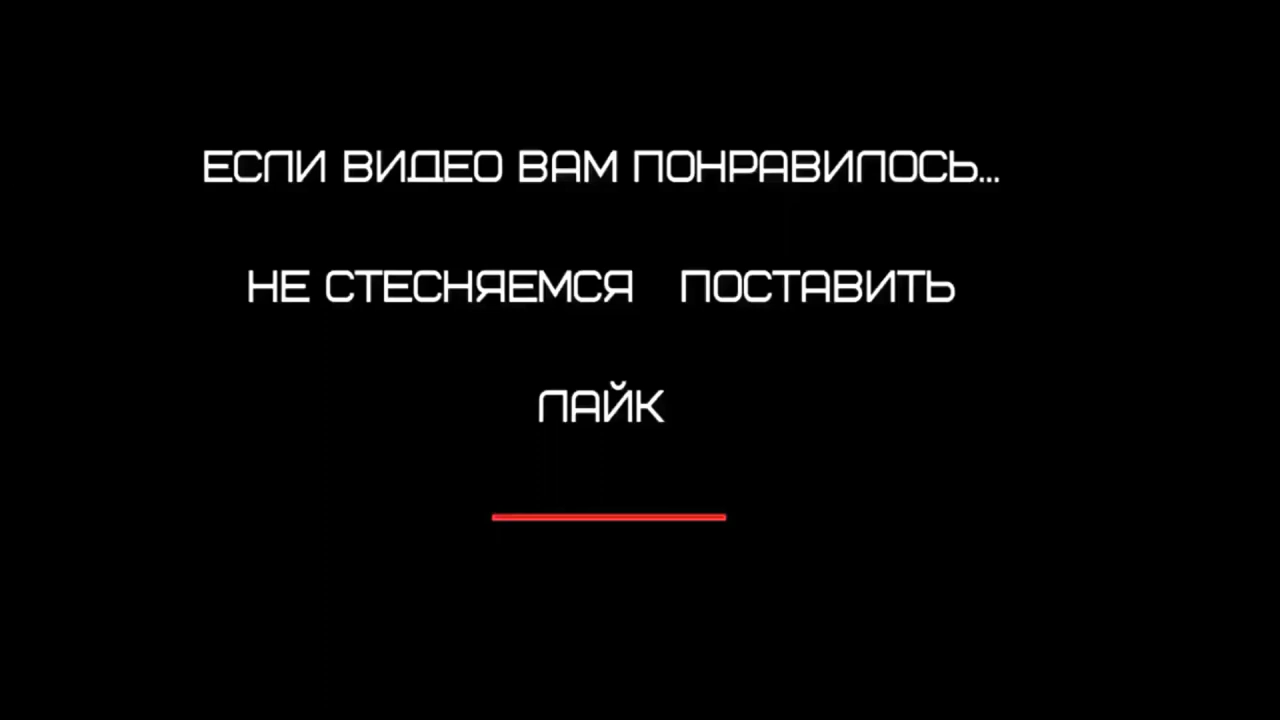 ЕСЛИ ВИДЕО ВАМ ПОНРАВИЛОСЬ...
НЕ СТЕСНЯЕМСЯ ПОСТАВИТЬ
ЛАЙК